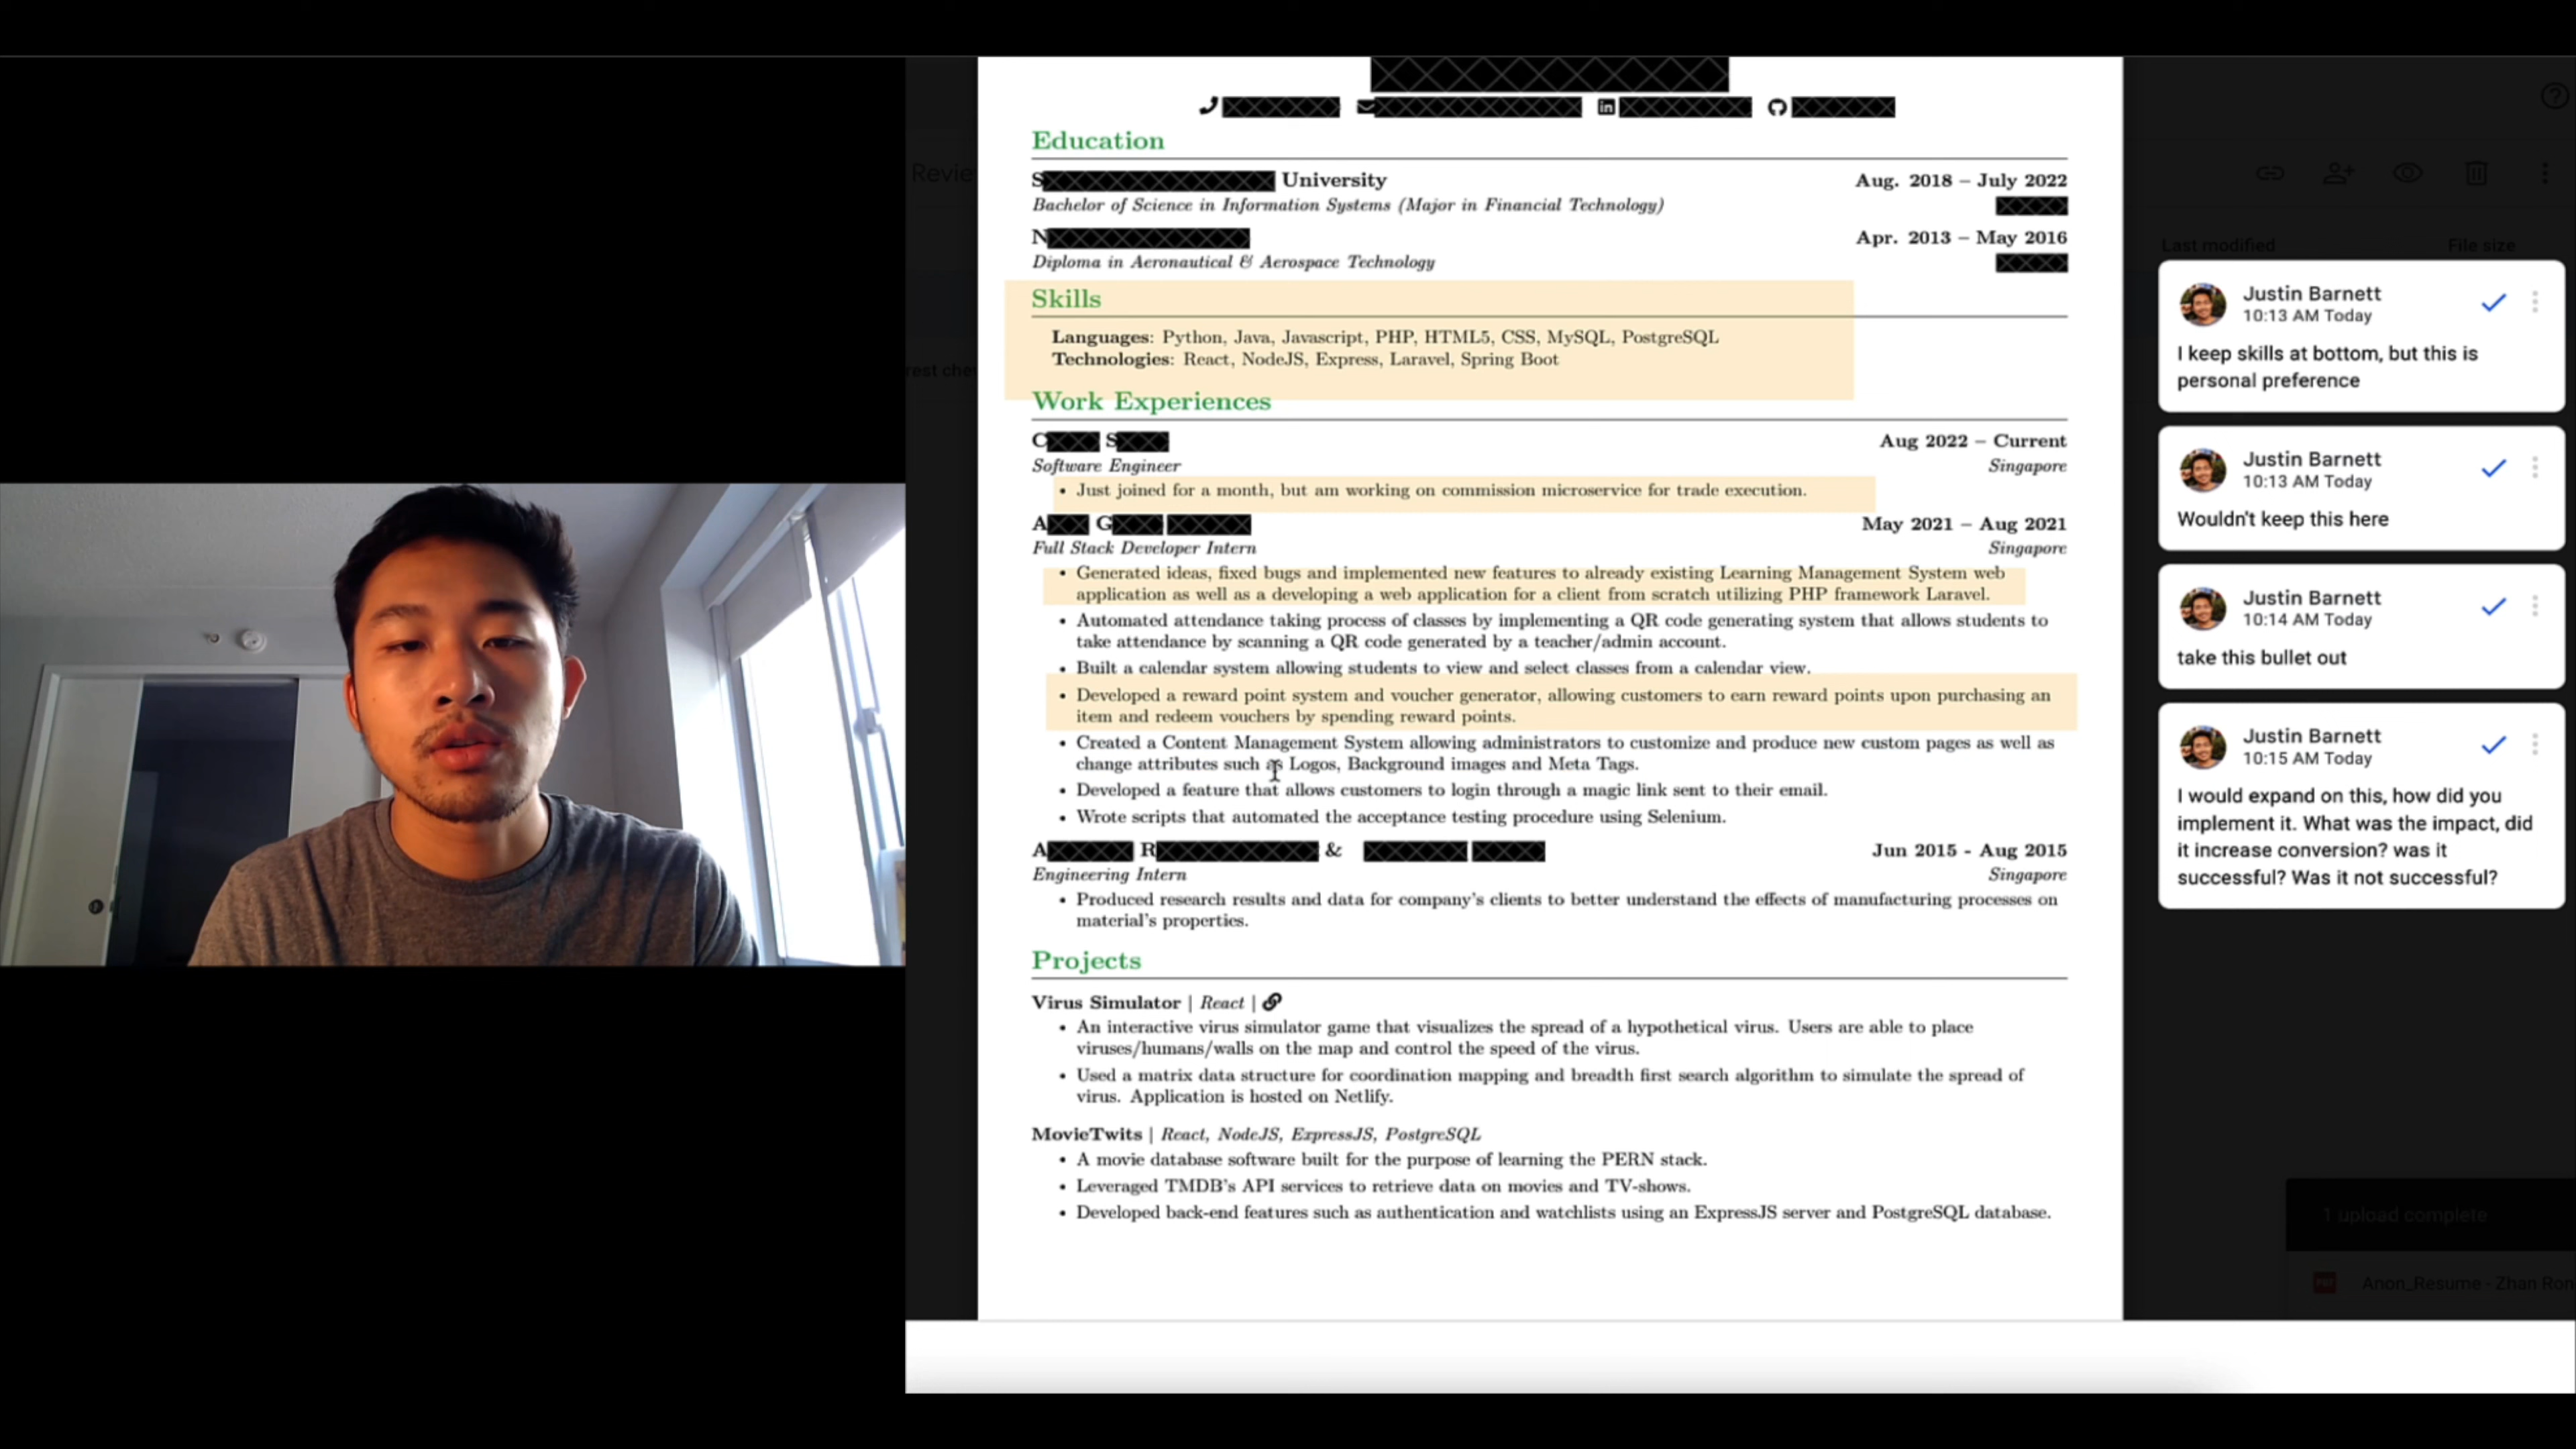 Education
S University
Aug. 2018 – July 2022
Bachelor of Science in Information Systems (Major in Financial Technology)
N
Apr. 2013 – May 2016
Diploma in Aeronautical & Aerospace Technology
Skills
Languages: Python, Java, Javascript, PHP, HTML5, CSS, MySQL, PostgreSQL
Technologies: React, NodeJS, Express, Laravel, Spring Boot
Work Experiences
C S
Aug 2022 – Current
Software Engineer
Singapore
• Just joined for a month, but am working on commission microservice for trade execution.
A G
May 2021 – Aug 2021
Full Stack Developer Intern
Singapore
• Generated ideas, fixed bugs and implemented new features to already existing Learning Management System web
application as well as a developing a web application for a client from scratch utilizing PHP framework Laravel.
• Automated attendance taking process of classes by implementing a QR code generating system that allows students to
take attendance by scanning a QR code generated by a teacher/admin account.
• Built a calendar system allowing students to view and select classes from a calendar view.
• Developed a reward point system and voucher generator, allowing customers to earn reward points upon purchasing an
item and redeem vouchers by spending reward points.
• Created a Content Management System allowing administrators to customize and produce new custom pages as well as
change attributes such as Logos, Background images and Meta Tags.
• Developed a feature that allows customers to login through a magic link sent to their email.
• Wrote scripts that automated the acceptance testing procedure using Selenium.
A R &
Jun 2015 - Aug 2015
Engineering Intern
Singapore
• Produced research results and data for company's clients to better understand the effects of manufacturing processes on
material's properties.
Projects
Virus Simulator | React |
• An interactive virus simulator game that visualizes the spread of a hypothetical virus. Users are able to place
viruses/humans/walls on the map and control the speed of the virus.
• Used a matrix data structure for coordination mapping and breadth first search algorithm to simulate the spread of
virus. Application is hosted on Netlify.
MovieTwits | React, NodeJS, ExpressJS, PostgreSQL
• A movie database software built for the purpose of learning the PERN stack.
• Leveraged TMDB's API services to retrieve data on movies and TV-shows.
• Developed back-end features such as authentication and watchlists using an ExpressJS server and PostgreSQL database.
Revie
rest che
Last modified
File size
Justin Barnett
10:13 AM Today
I keep skills at bottom, but this is
personal preference
Justin Barnett
10:13 AM Today
Wouldn't keep this here
Justin Barnett
10:14 AM Today
take this bullet out
Justin Barnett
10:15 AM Today
I would expand on this, how did you
implement it. What was the impact, did
it increase conversion? was it
successful? Was it not successful?
1 upload complete
Anon_Resume - Zhan Ron